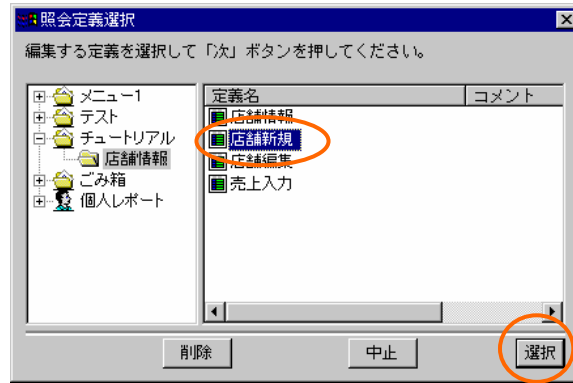 照会定義選択
編集する定義を選択して「次」ボタンを押してください。
メニュー1
テスト
チュートリアル
店舗情報
ごみ箱
個人レポート
定義名 コメント
店舗情報
店舗新規
店舗編集
売上入力
削除 中止 選択